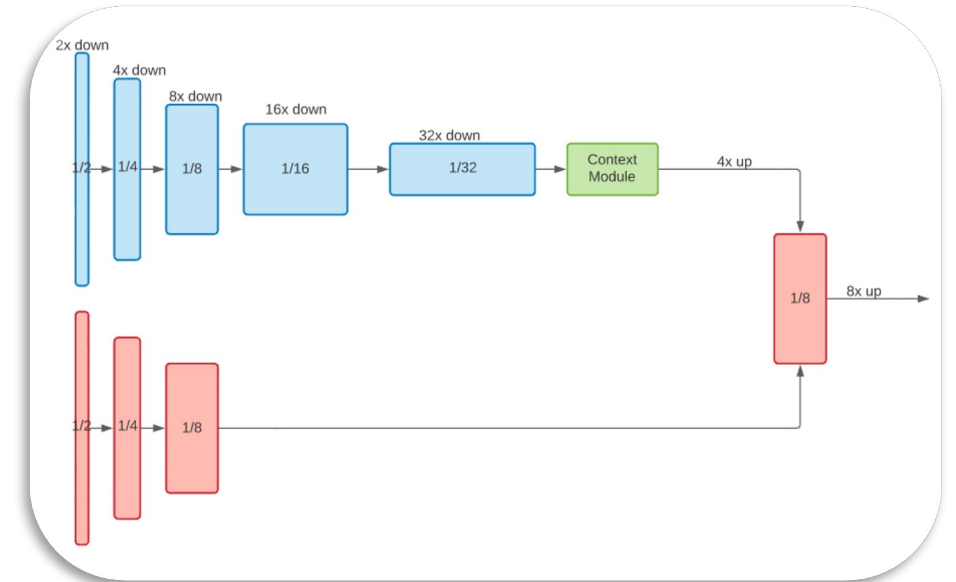 2x down
4x down
8x down
16x down
32x down
1/2
1/4
1/8
1/16
1/32
Context
Module
4x up
1/8
8x up
1/2
1/4
1/8